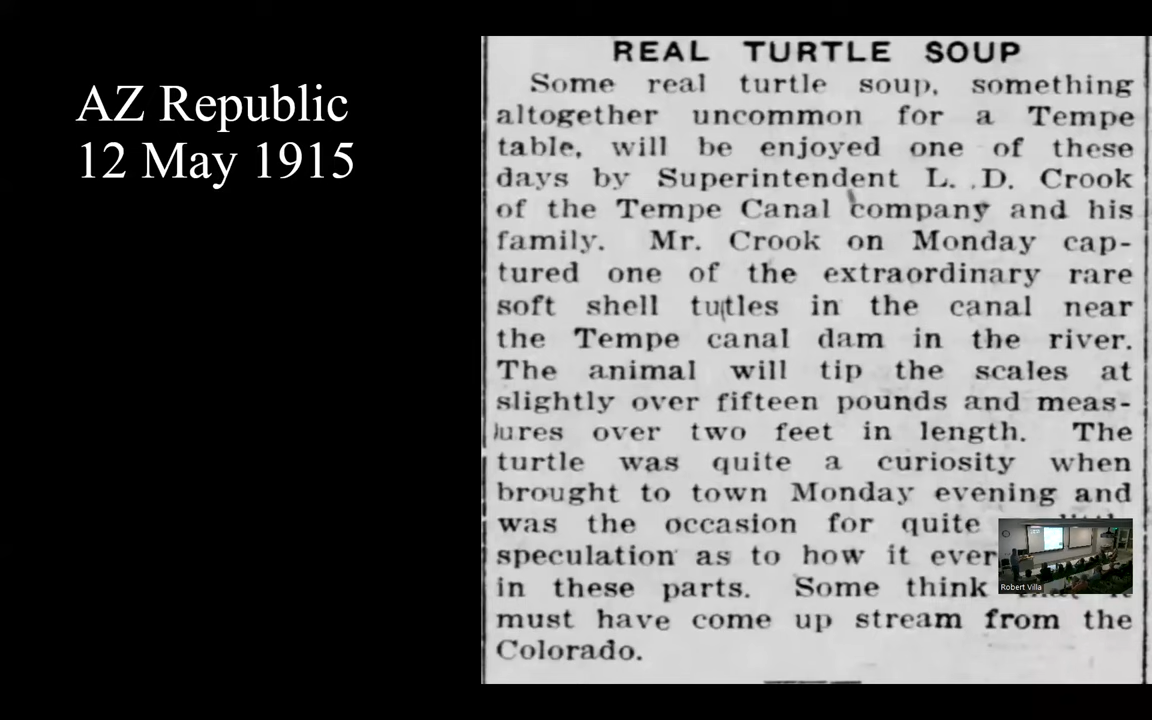 AZ Republic
12 May 1915
REAL TURTLE SOUP
Some real turtle soup, something
altogether uncommon for a Tempe
table, will be enjoyed one of these
days by Superintendent L. D. Crook
of the Tempe Canal company and his
family. Mr. Crook on Monday cap-
tured one of the extraordinary rare
soft shell tutles in the canal near
the Tempe canal dam in the river.
The animal will tip the scales at
slightly over fifteen pounds and meas-
ures over two feet in length. The
turtle was quite a curiosity when
brought to town Monday evening and
was the occasion for quite
speculation as to how it ever
in these parts. Some think
must have come up stream from the
Colorado.
Robert Villa